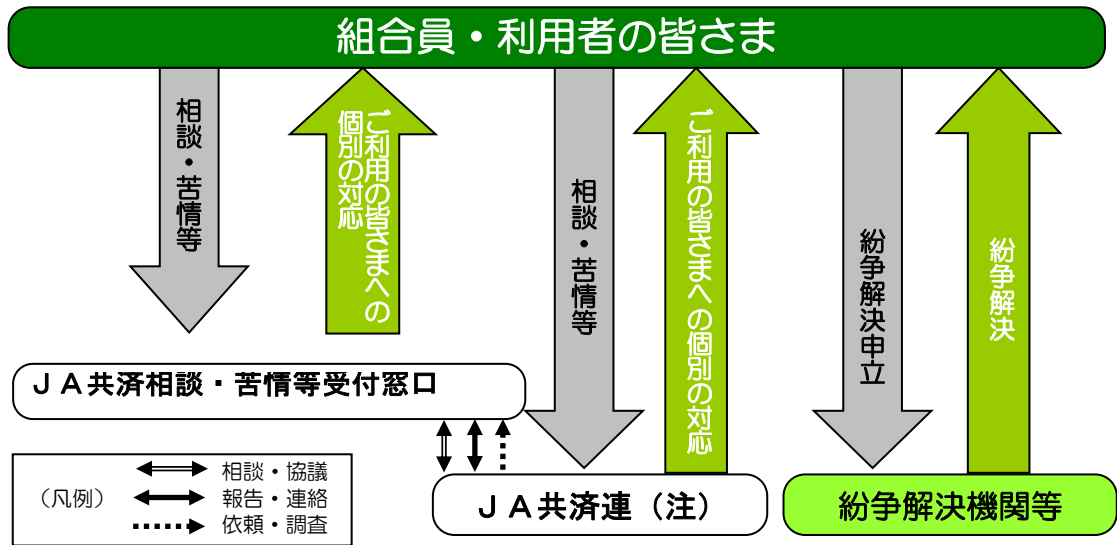 組合員・利用者の皆さま
相談・苦情等
ご利用の皆さまへの
個別の対応
相談・苦情等
ご利用の皆さまへの個別の対応
紛争解決申立
紛争解決
ＪＡ共済相談・苦情等受付窓口
（凡例）
相談・協議
報告・連絡
依頼・調査
ＪＡ共済連（注）
紛争解決機関等